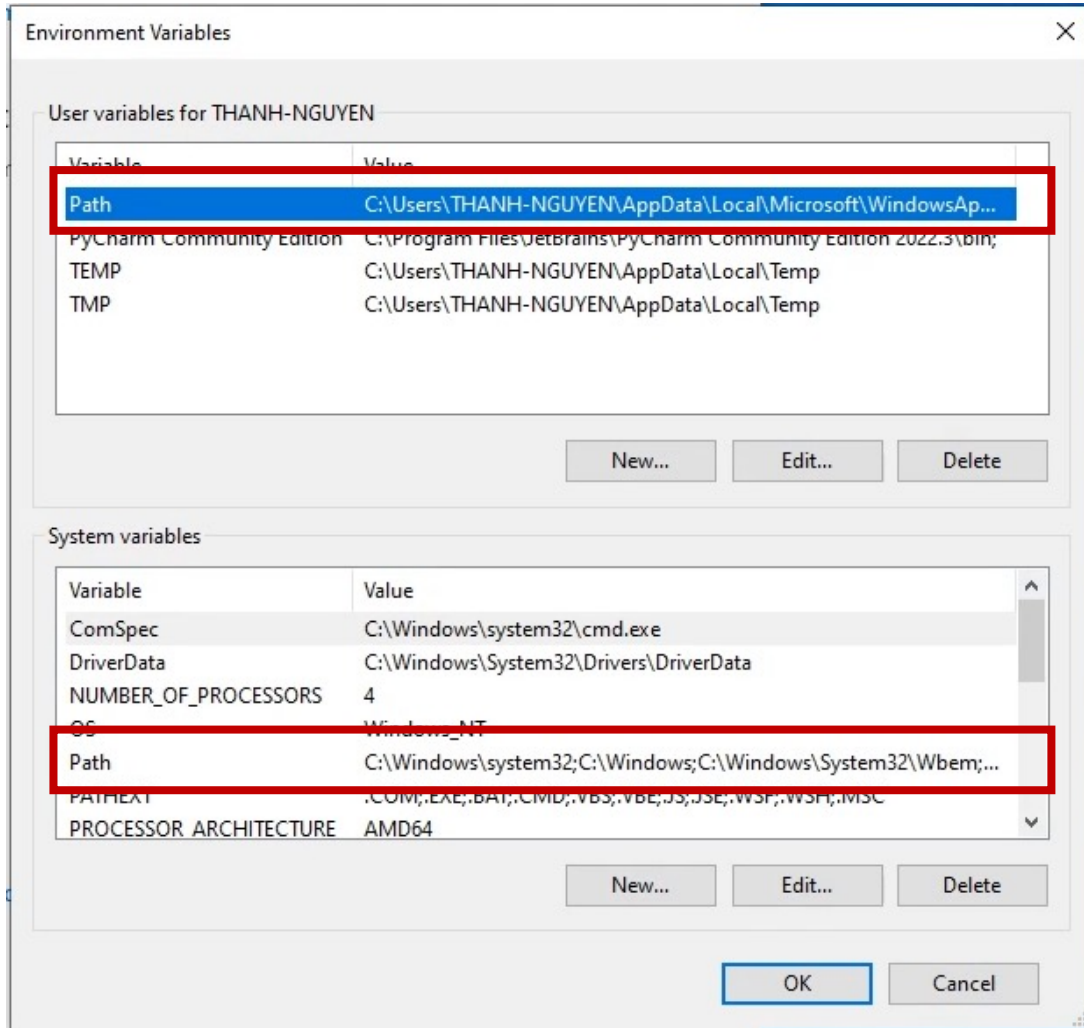 Environment Variables
User variables for THANH-NGUYEN
Variable Value
Path C:\Users\THANH-NGUYEN\AppData\Local\Microsoft\WindowsAp...
PyCharm Community Edition C:\Program Files\JetBrains\PyCharm Community Edition 2022.3\bin;
TEMP C:\Users\THANH-NGUYEN\AppData\Local\Temp
TMP C:\Users\THANH-NGUYEN\AppData\Local\Temp
New... Edit... Delete
System variables
Variable Value
ComSpec C:\Windows\system32\cmd.exe
DriverData C:\Windows\System32\Drivers\DriverData
NUMBER_OF_PROCESSORS 4
OS Windows_NT
Path C:\Windows\system32;C:\Windows;C:\Windows\System32\Wbem;...
PATHEXT .COM;.EXE;.BAT;.CMD;.VBS;.VBE;.JS;.JSE;.WSF;.WSH;.MSC
PROCESSOR_ARCHITECTURE AMD64
New... Edit... Delete
OK Cancel